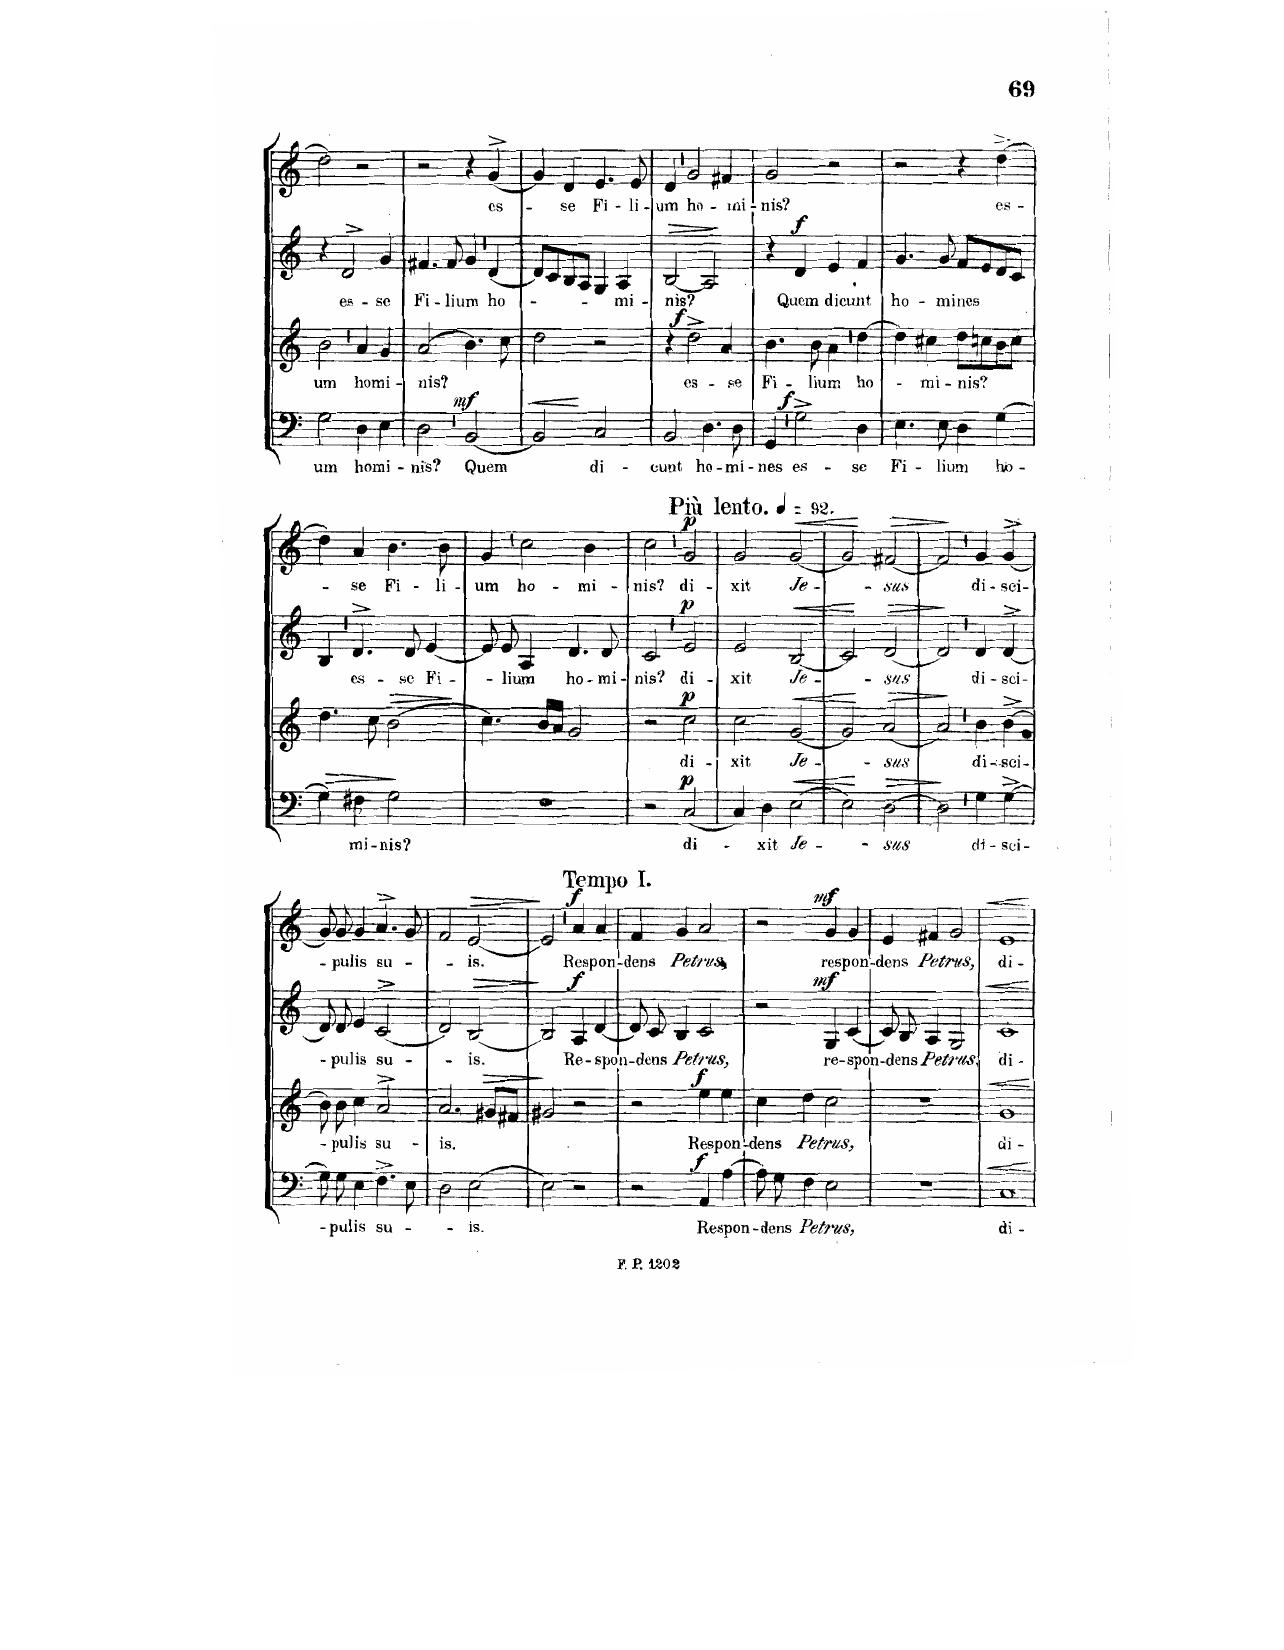 69
es - se Fi - li - um ho - mi - nis? es -
f
es - se Fi - lium ho - - - mi - nis? Quem dicunt ho - mines
f
um homi - nis? es - se Fi - lium ho - mi - nis?
mf f
um homi - nis? Quem di - cunt ho - mi - nes es - se Fi - lium ho -
Più lento. ♩ = 92.
p
- se Fi - li - um ho - mi - nis? di - xit Je - - sus di - sci -
p
es - se Fi - - lium ho - mi - nis? di - xit Je - - sus di - sci -
p
di - xit Je - - sus di - sci -
p
mi - nis? di - xit Je - - sus di - sci -
Tempo I.
f mf
- pulis su - - is. Respon - dens Petrus, respon - dens Petrus, di -
f mf
- pulis su - - is. Re - spon - dens Petrus, re - spon - dens Petrus, di -
f
- pulis su - is. Respon - dens Petrus, di -
f
- pulis su - - is. Respon - dens Petrus, di -
F. P. 1202